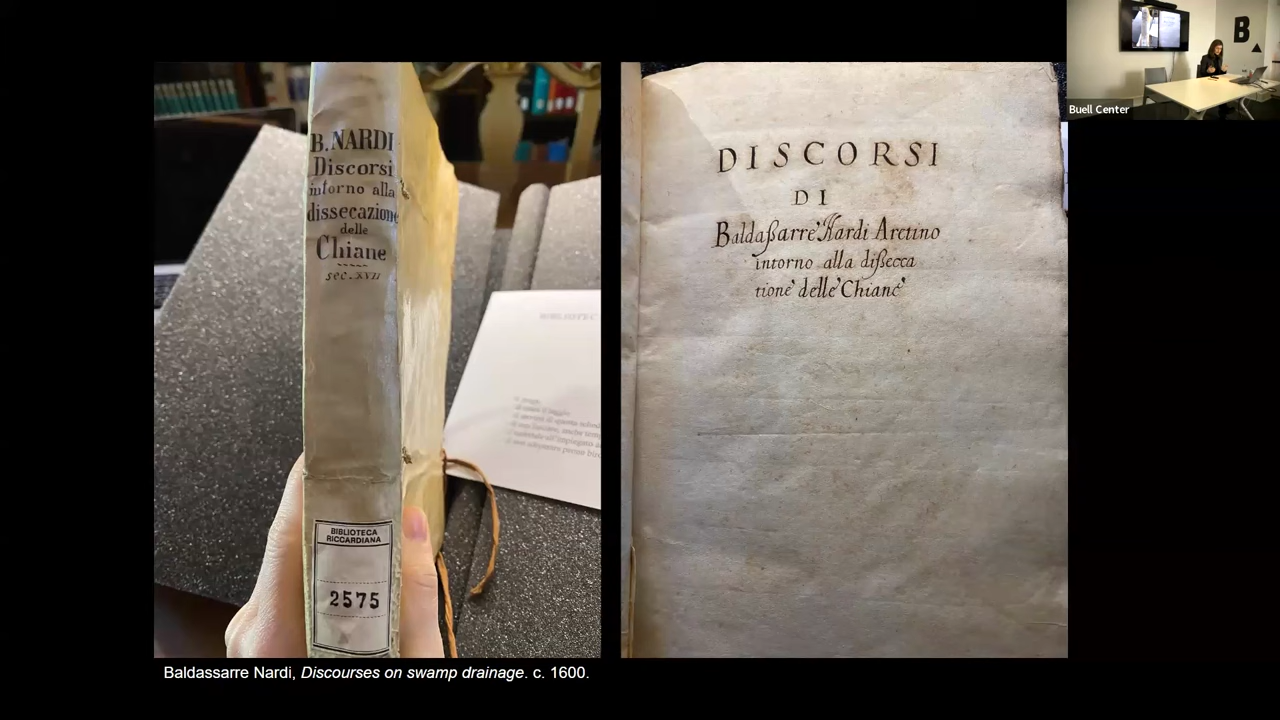 B. NARDI
Discorsi
intorno alla
dissecazione
delle
Chiane
sec. XVII
BIBLIOTECA
RICCARDIANA
2575
BIBLIOTEC
DISCORSI
DI
Baldaßarre Nardi Aretino
intorno alla dißecca
tione delle Chiane
Baldassarre Nardi, Discourses on swamp drainage. c. 1600.
B
Buell Center